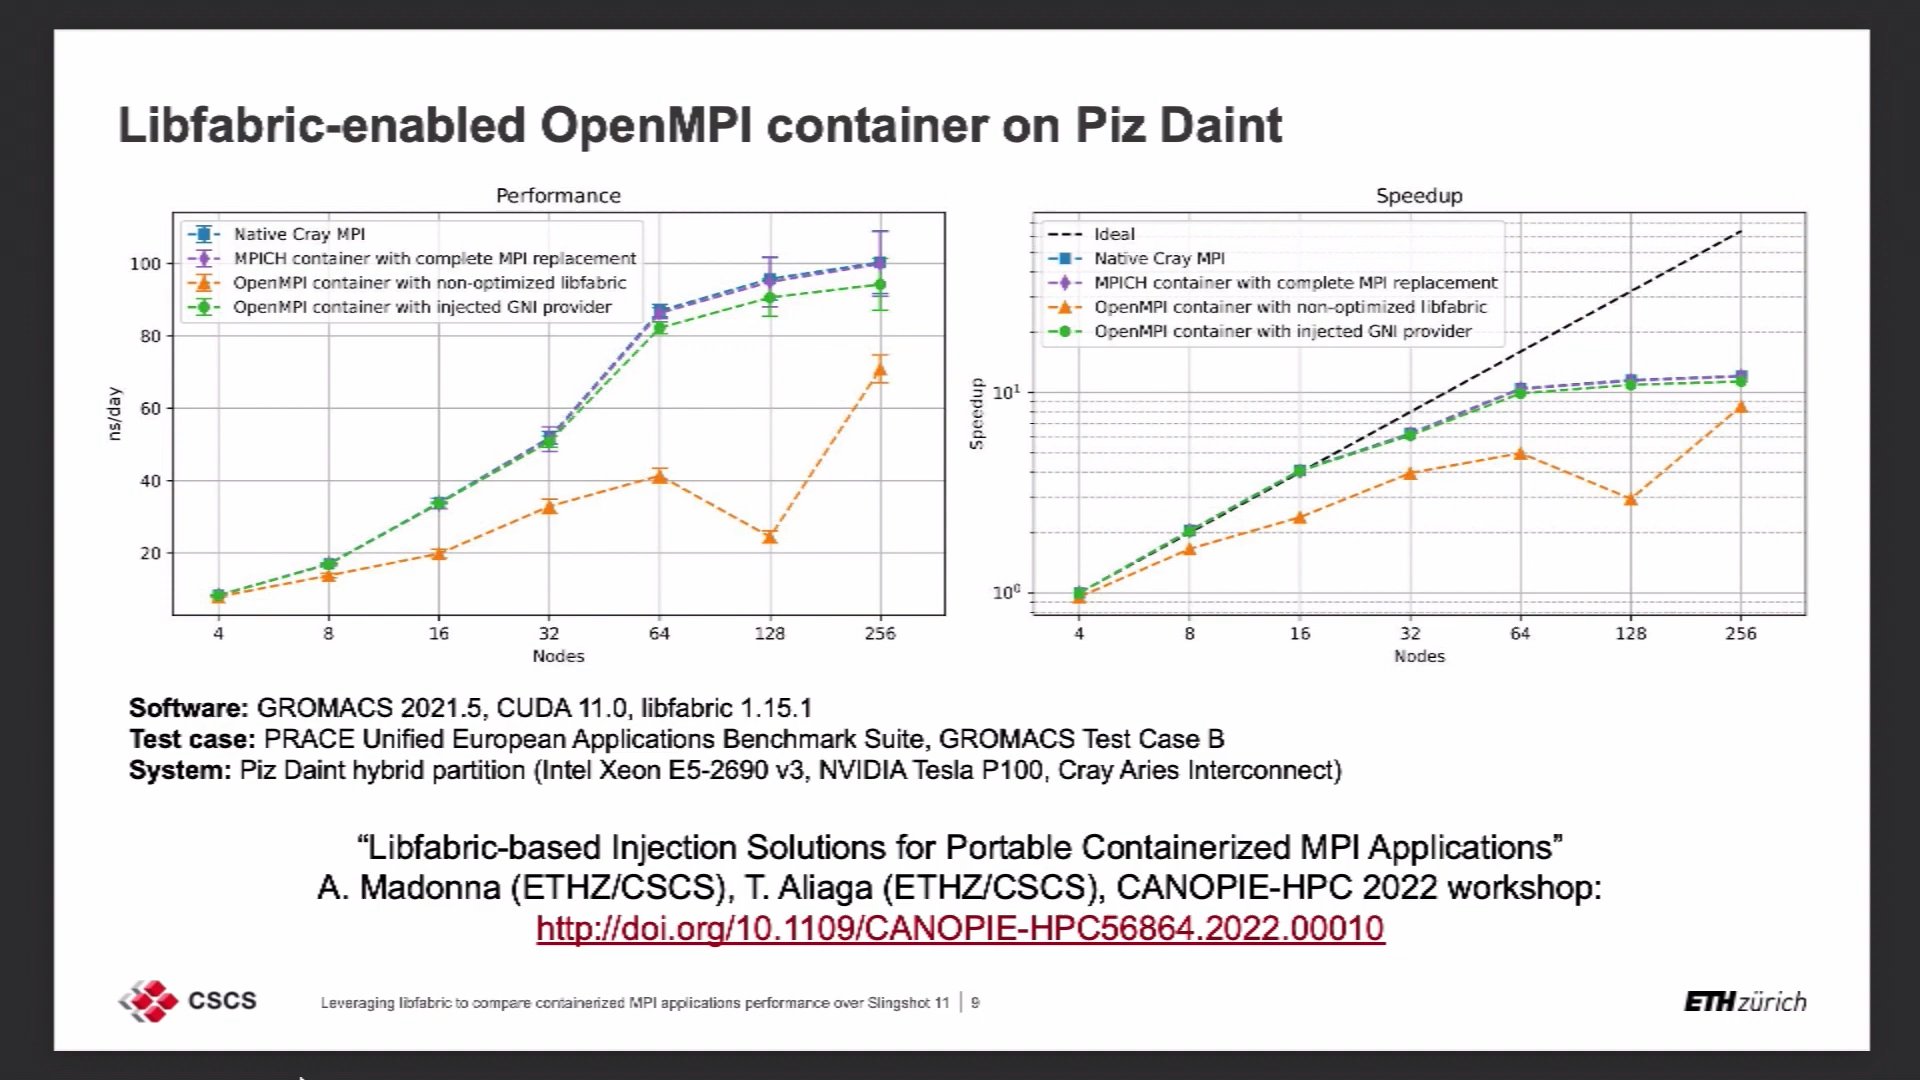 Libfabric-enabled OpenMPI container on Piz Daint
Performance
Native Cray MPI
MPICH container with complete MPI replacement
OpenMPI container with non-optimized libfabric
OpenMPI container with injected GNI provider
100
80
60
40
20
ns/day
4 8 16 32 64 128 256
Nodes
Speedup
Ideal
Native Cray MPI
MPICH container with complete MPI replacement
OpenMPI container with non-optimized libfabric
OpenMPI container with injected GNI provider
10¹
10⁰
Speedup
4 8 16 32 64 128 256
Nodes
Software: GROMACS 2021.5, CUDA 11.0, libfabric 1.15.1
Test case: PRACE Unified European Applications Benchmark Suite, GROMACS Test Case B
System: Piz Daint hybrid partition (Intel Xeon E5-2690 v3, NVIDIA Tesla P100, Cray Aries Interconnect)
“Libfabric-based Injection Solutions for Portable Containerized MPI Applications”
A. Madonna (ETHZ/CSCS), T. Aliaga (ETHZ/CSCS), CANOPIE-HPC 2022 workshop:
http://doi.org/10.1109/CANOPIE-HPC56864.2022.00010
CSCS
Leveraging libfabric to compare containerized MPI applications performance over Slingshot 11 | 9
ETH zürich